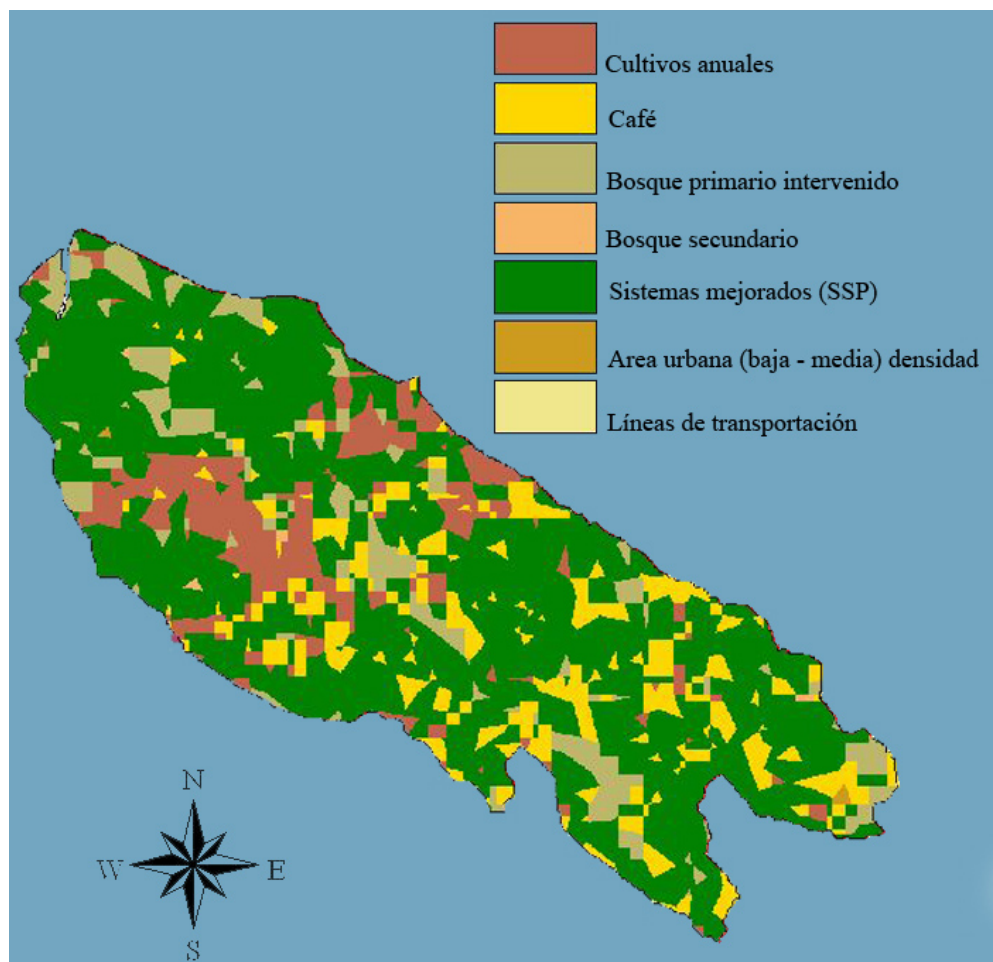 Cultivos anuales
Café
Bosque primario intervenido
Bosque secundario
Sistemas mejorados (SSP)
Area urbana (baja - media) densidad
Líneas de transportación
N
W E
S